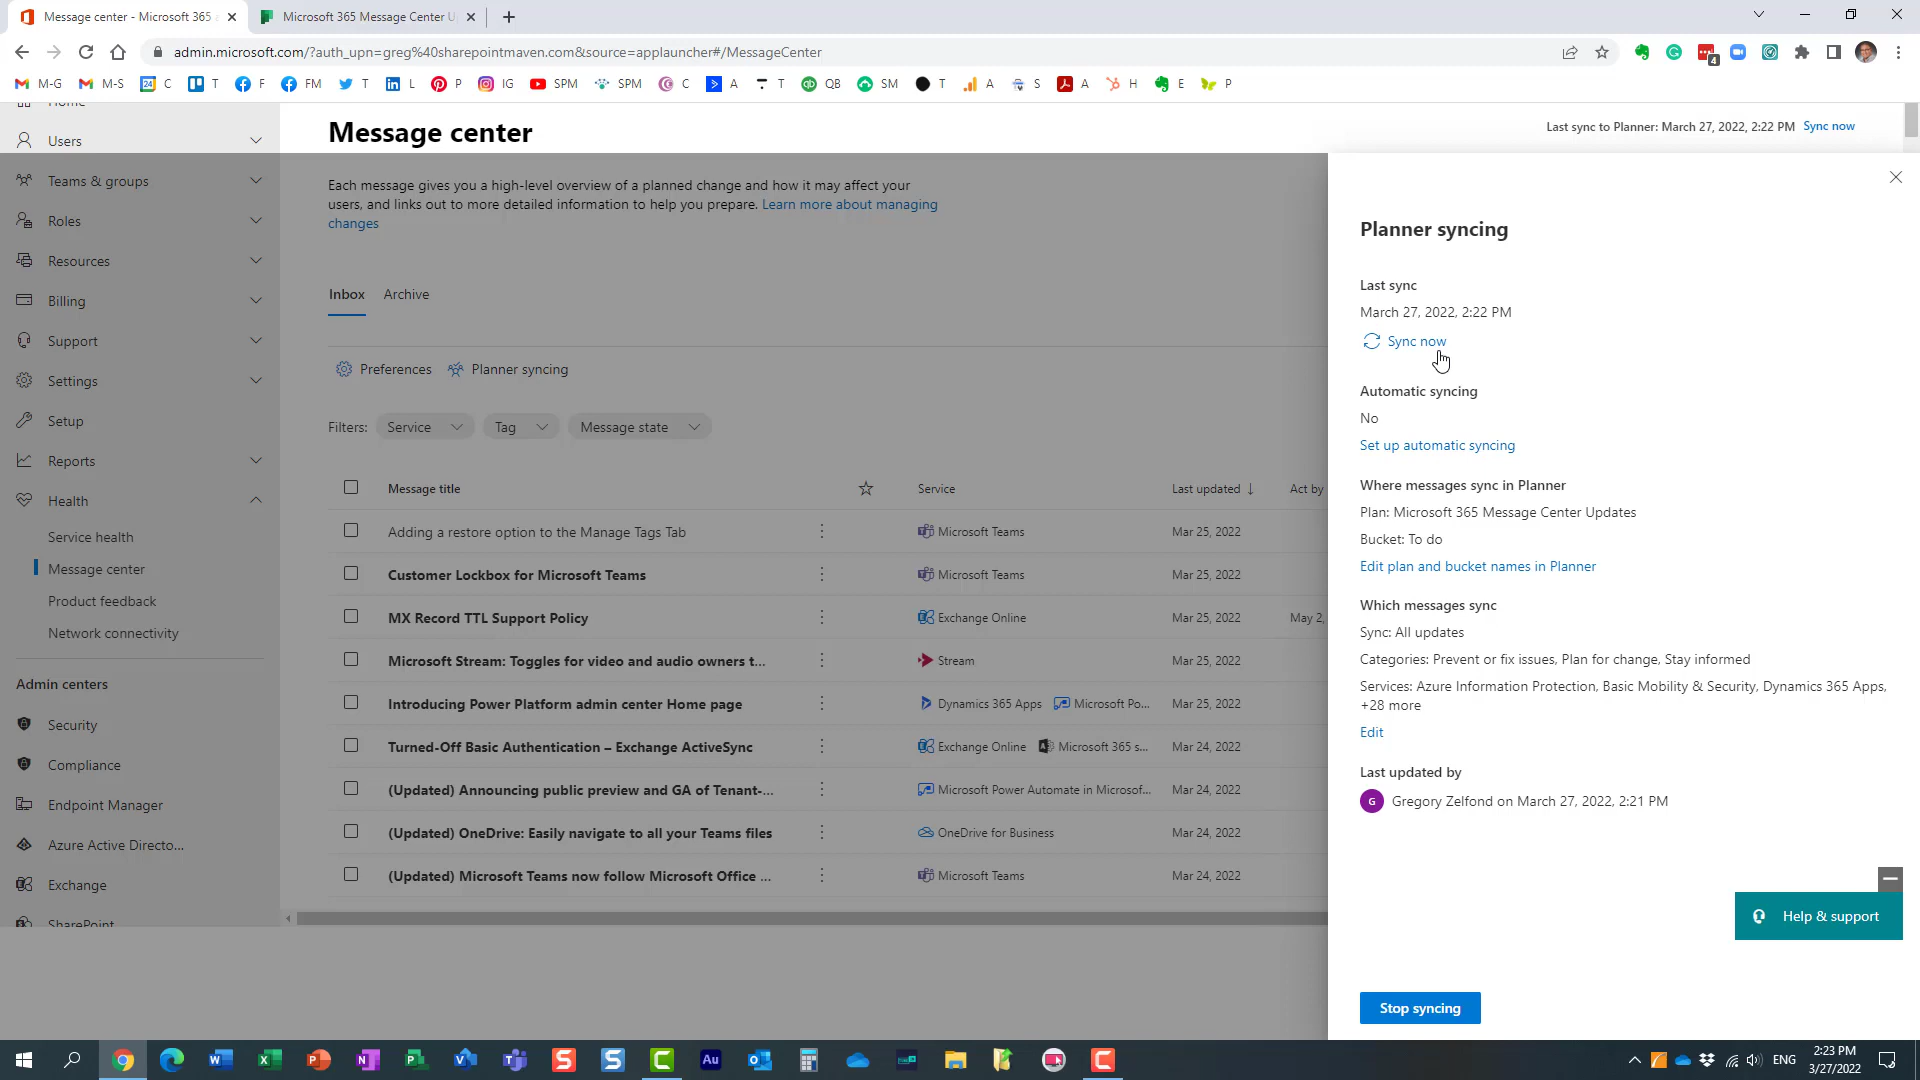 Message center - Microsoft 365
Microsoft 365 Message Center U
admin.microsoft.com/?auth_upn=greg%40sharepointmaven.com&source=applauncher#/MessageCenter
4
M-G M-S 24 C T F FM T L P IG SPM SPM C A T QB SM T A S A H E P
Home
Message center
Last sync to Planner: March 27, 2022, 2:22 PM Sync now
Users
Teams & groups
Roles
Resources
Billing
Support
Settings
Setup
Reports
Health
Service health
Message center
Product feedback
Network connectivity
Admin centers
Security
Compliance
Endpoint Manager
Azure Active Directo...
Exchange
SharePoint
Each message gives you a high-level overview of a planned change and how it may affect your
users, and links out to more detailed information to help you prepare. Learn more about managing
changes
Inbox Archive
Preferences Planner syncing
Filters: Service Tag Message state
Message title Service Last updated ↓ Act by
Adding a restore option to the Manage Tags Tab Microsoft Teams Mar 25, 2022
Customer Lockbox for Microsoft Teams Microsoft Teams Mar 25, 2022
MX Record TTL Support Policy Exchange Online Mar 25, 2022 May 2,
Microsoft Stream: Toggles for video and audio owners t... Stream Mar 25, 2022
Introducing Power Platform admin center Home page Dynamics 365 Apps Microsoft Po... Mar 25, 2022
Turned-Off Basic Authentication – Exchange ActiveSync Exchange Online Microsoft 365 s... Mar 24, 2022
(Updated) Announcing public preview and GA of Tenant-... Microsoft Power Automate in Microsof... Mar 24, 2022
(Updated) OneDrive: Easily navigate to all your Teams files OneDrive for Business Mar 24, 2022
(Updated) Microsoft Teams now follow Microsoft Office ... Microsoft Teams Mar 24, 2022
Planner syncing
Last sync
March 27, 2022, 2:22 PM
Sync now
Automatic syncing
No
Set up automatic syncing
Where messages sync in Planner
Plan: Microsoft 365 Message Center Updates
Bucket: To do
Edit plan and bucket names in Planner
Which messages sync
Sync: All updates
Categories: Prevent or fix issues, Plan for change, Stay informed
Services: Azure Information Protection, Basic Mobility & Security, Dynamics 365 Apps,
+28 more
Edit
Last updated by
G Gregory Zelfond on March 27, 2022, 2:21 PM
Help & support
Stop syncing
ENG
2:23 PM
3/27/2022